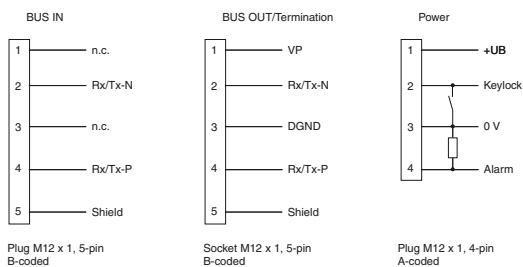 BUS IN
1 n.c.
2 Rx/Tx-N
3 n.c.
4 Rx/Tx-P
5 Shield
Plug M12 x 1, 5-pin
B-coded
BUS OUT/Termination
1 VP
2 Rx/Tx-N
3 DGND
4 Rx/Tx-P
5 Shield
Socket M12 x 1, 5-pin
B-coded
Power
1 +UB
2 Keylock
3 0 V
4 Alarm
Plug M12 x 1, 4-pin
A-coded